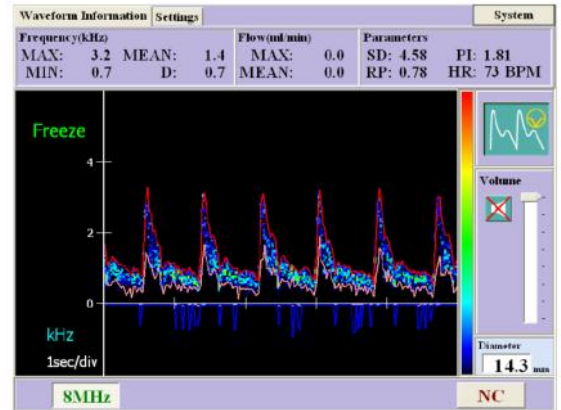 Waveform Information Settings System
Frequency(kHz) Flow(ml/min) Parameters
MAX: 3.2 MEAN: 1.4 MAX: 0.0 SD: 4.58 PI: 1.81
MIN: 0.7 D: 0.7 MEAN: 0.0 RP: 0.78 HR: 73 BPM
Freeze
4
Volume
2
0
kHz
1sec/div
Diameter
14.3 mm
8MHz NC